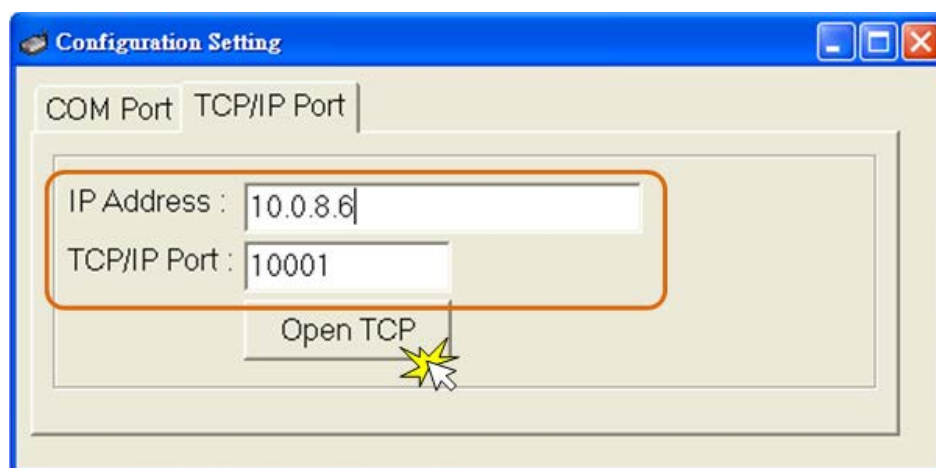 Configuration Setting
COM Port TCP/IP Port
IP Address : 10.0.8.6
TCP/IP Port : 10001
Open TCP